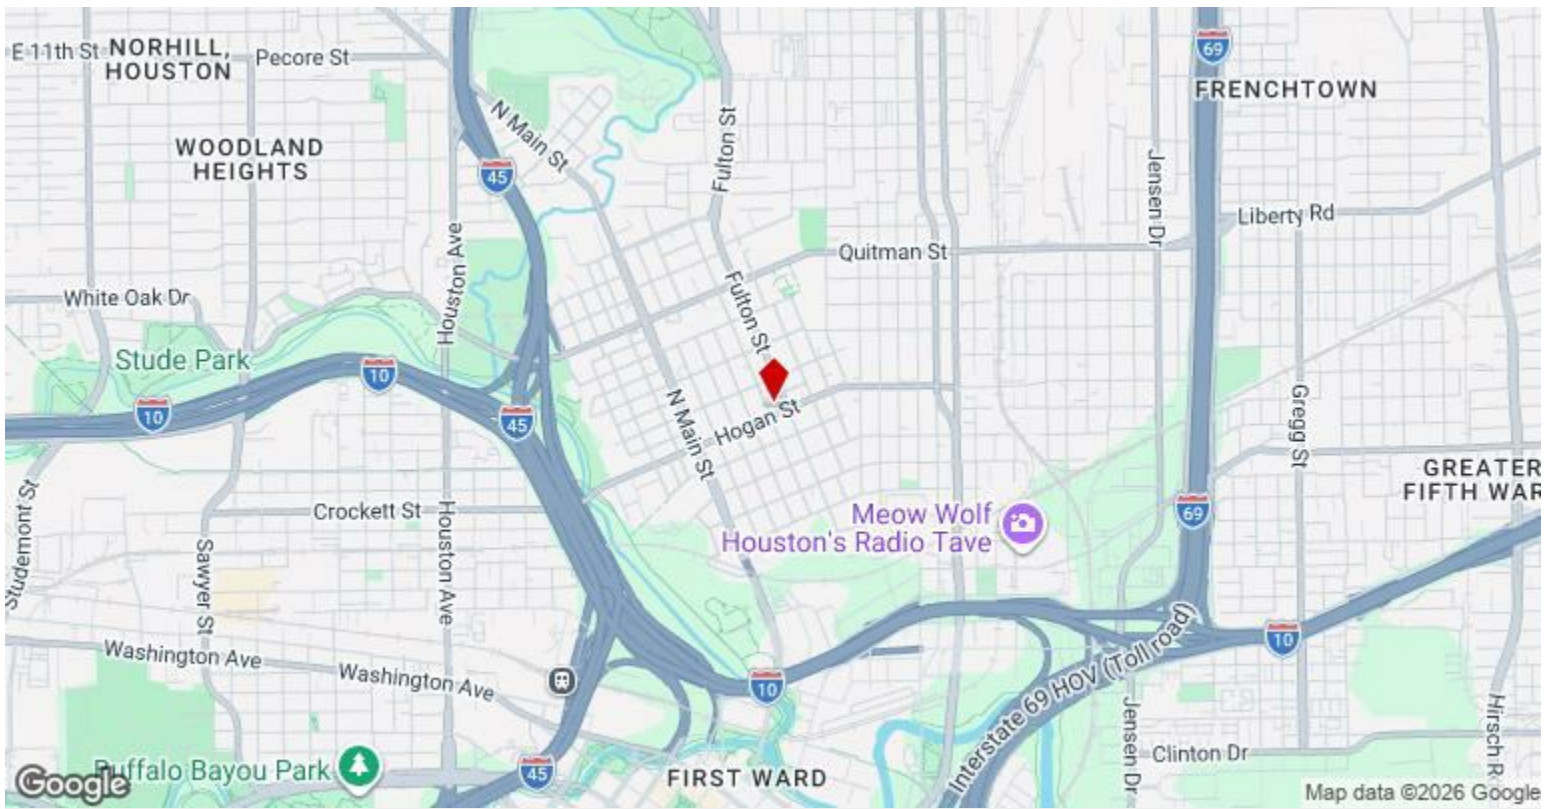 E 11th St
NORHILL,
HOUSTON
Pecore St
69
FRENCHTOWN
N Main St
Fulton St
WOODLAND
HEIGHTS
45
Jensen Dr
Liberty Rd
Houston Ave
Quitman St
White Oak Dr
Fulton St
Stude Park
10
10
45
N Main St
Hogan St
Gregg St
GREATER
FIFTH WAR
Studemont St
Crockett St
Houston Ave
Meow Wolf
Houston's Radio Tave
69
Sawyer St
Washington Ave
Washington Ave
10
10
Interstate 69 HOV (Toll road)
Jensen Dr
Clinton Dr
Hirsch R
Buffalo Bayou Park
45
FIRST WARD
Google
Map data ©2026 Google